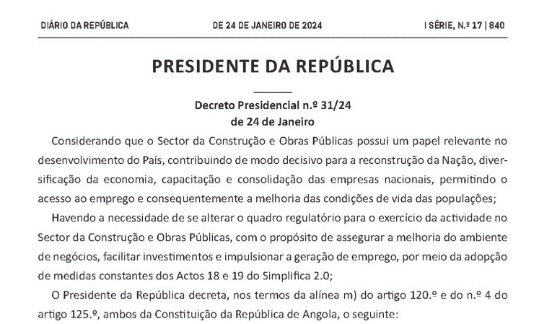 DIÁRIO DA REPÚBLICA DE 24 DE JANEIRO DE 2024 I SÉRIE, N.º 17 | 840
PRESIDENTE DA REPÚBLICA
Decreto Presidencial n.º 31/24
de 24 de Janeiro
Considerando que o Sector da Construção e Obras Públicas possui um papel relevante no
desenvolvimento do País, contribuindo de modo decisivo para a reconstrução da Nação, diver-
sificação da economia, capacitação e consolidação das empresas nacionais, permitindo o
acesso ao emprego e consequentemente a melhoria das condições de vida das populações;
Havendo a necessidade de se alterar o quadro regulatório para o exercício da actividade no
Sector da Construção e Obras Públicas, com o propósito de assegurar a melhoria do ambiente
de negócios, facilitar investimentos e impulsionar a geração de emprego, por meio da adopção
de medidas constantes dos Actos 18 e 19 do Simplifica 2.0;
O Presidente da República decreta, nos termos da alínea m) do artigo 120.º e do n.º 4 do
artigo 125.º, ambos da Constituição da República de Angola, o seguinte: